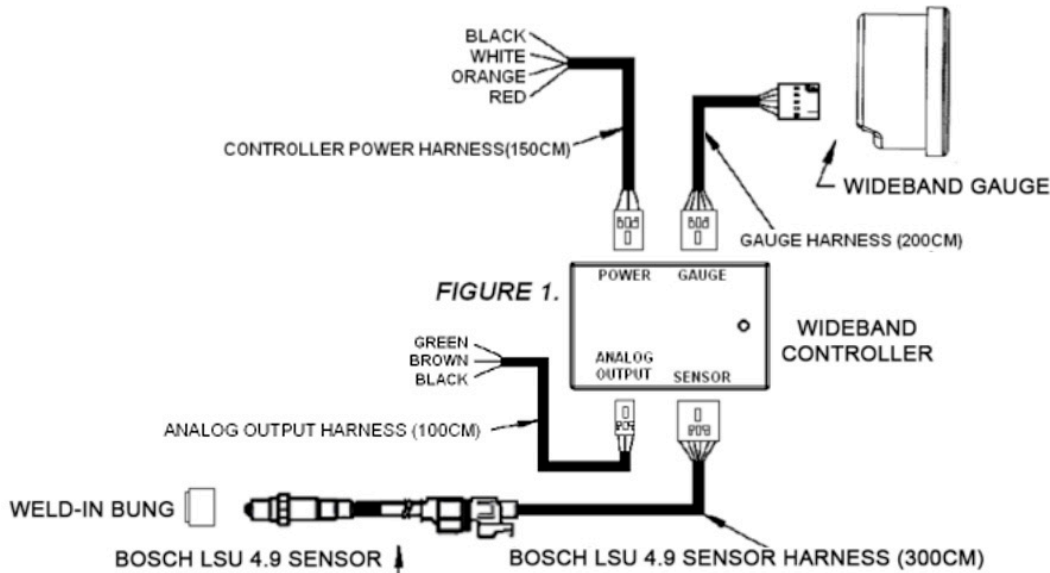 BLACK
WHITE
ORANGE
RED
CONTROLLER POWER HARNESS(150CM)
WIDEBAND GAUGE
GAUGE HARNESS (200CM)
POWER GAUGE
FIGURE 1.
WIDEBAND
CONTROLLER
ANALOG
OUTPUT SENSOR
GREEN
BROWN
BLACK
ANALOG OUTPUT HARNESS (100CM)
WELD-IN BUNG
BOSCH LSU 4.9 SENSOR
BOSCH LSU 4.9 SENSOR HARNESS (300CM)